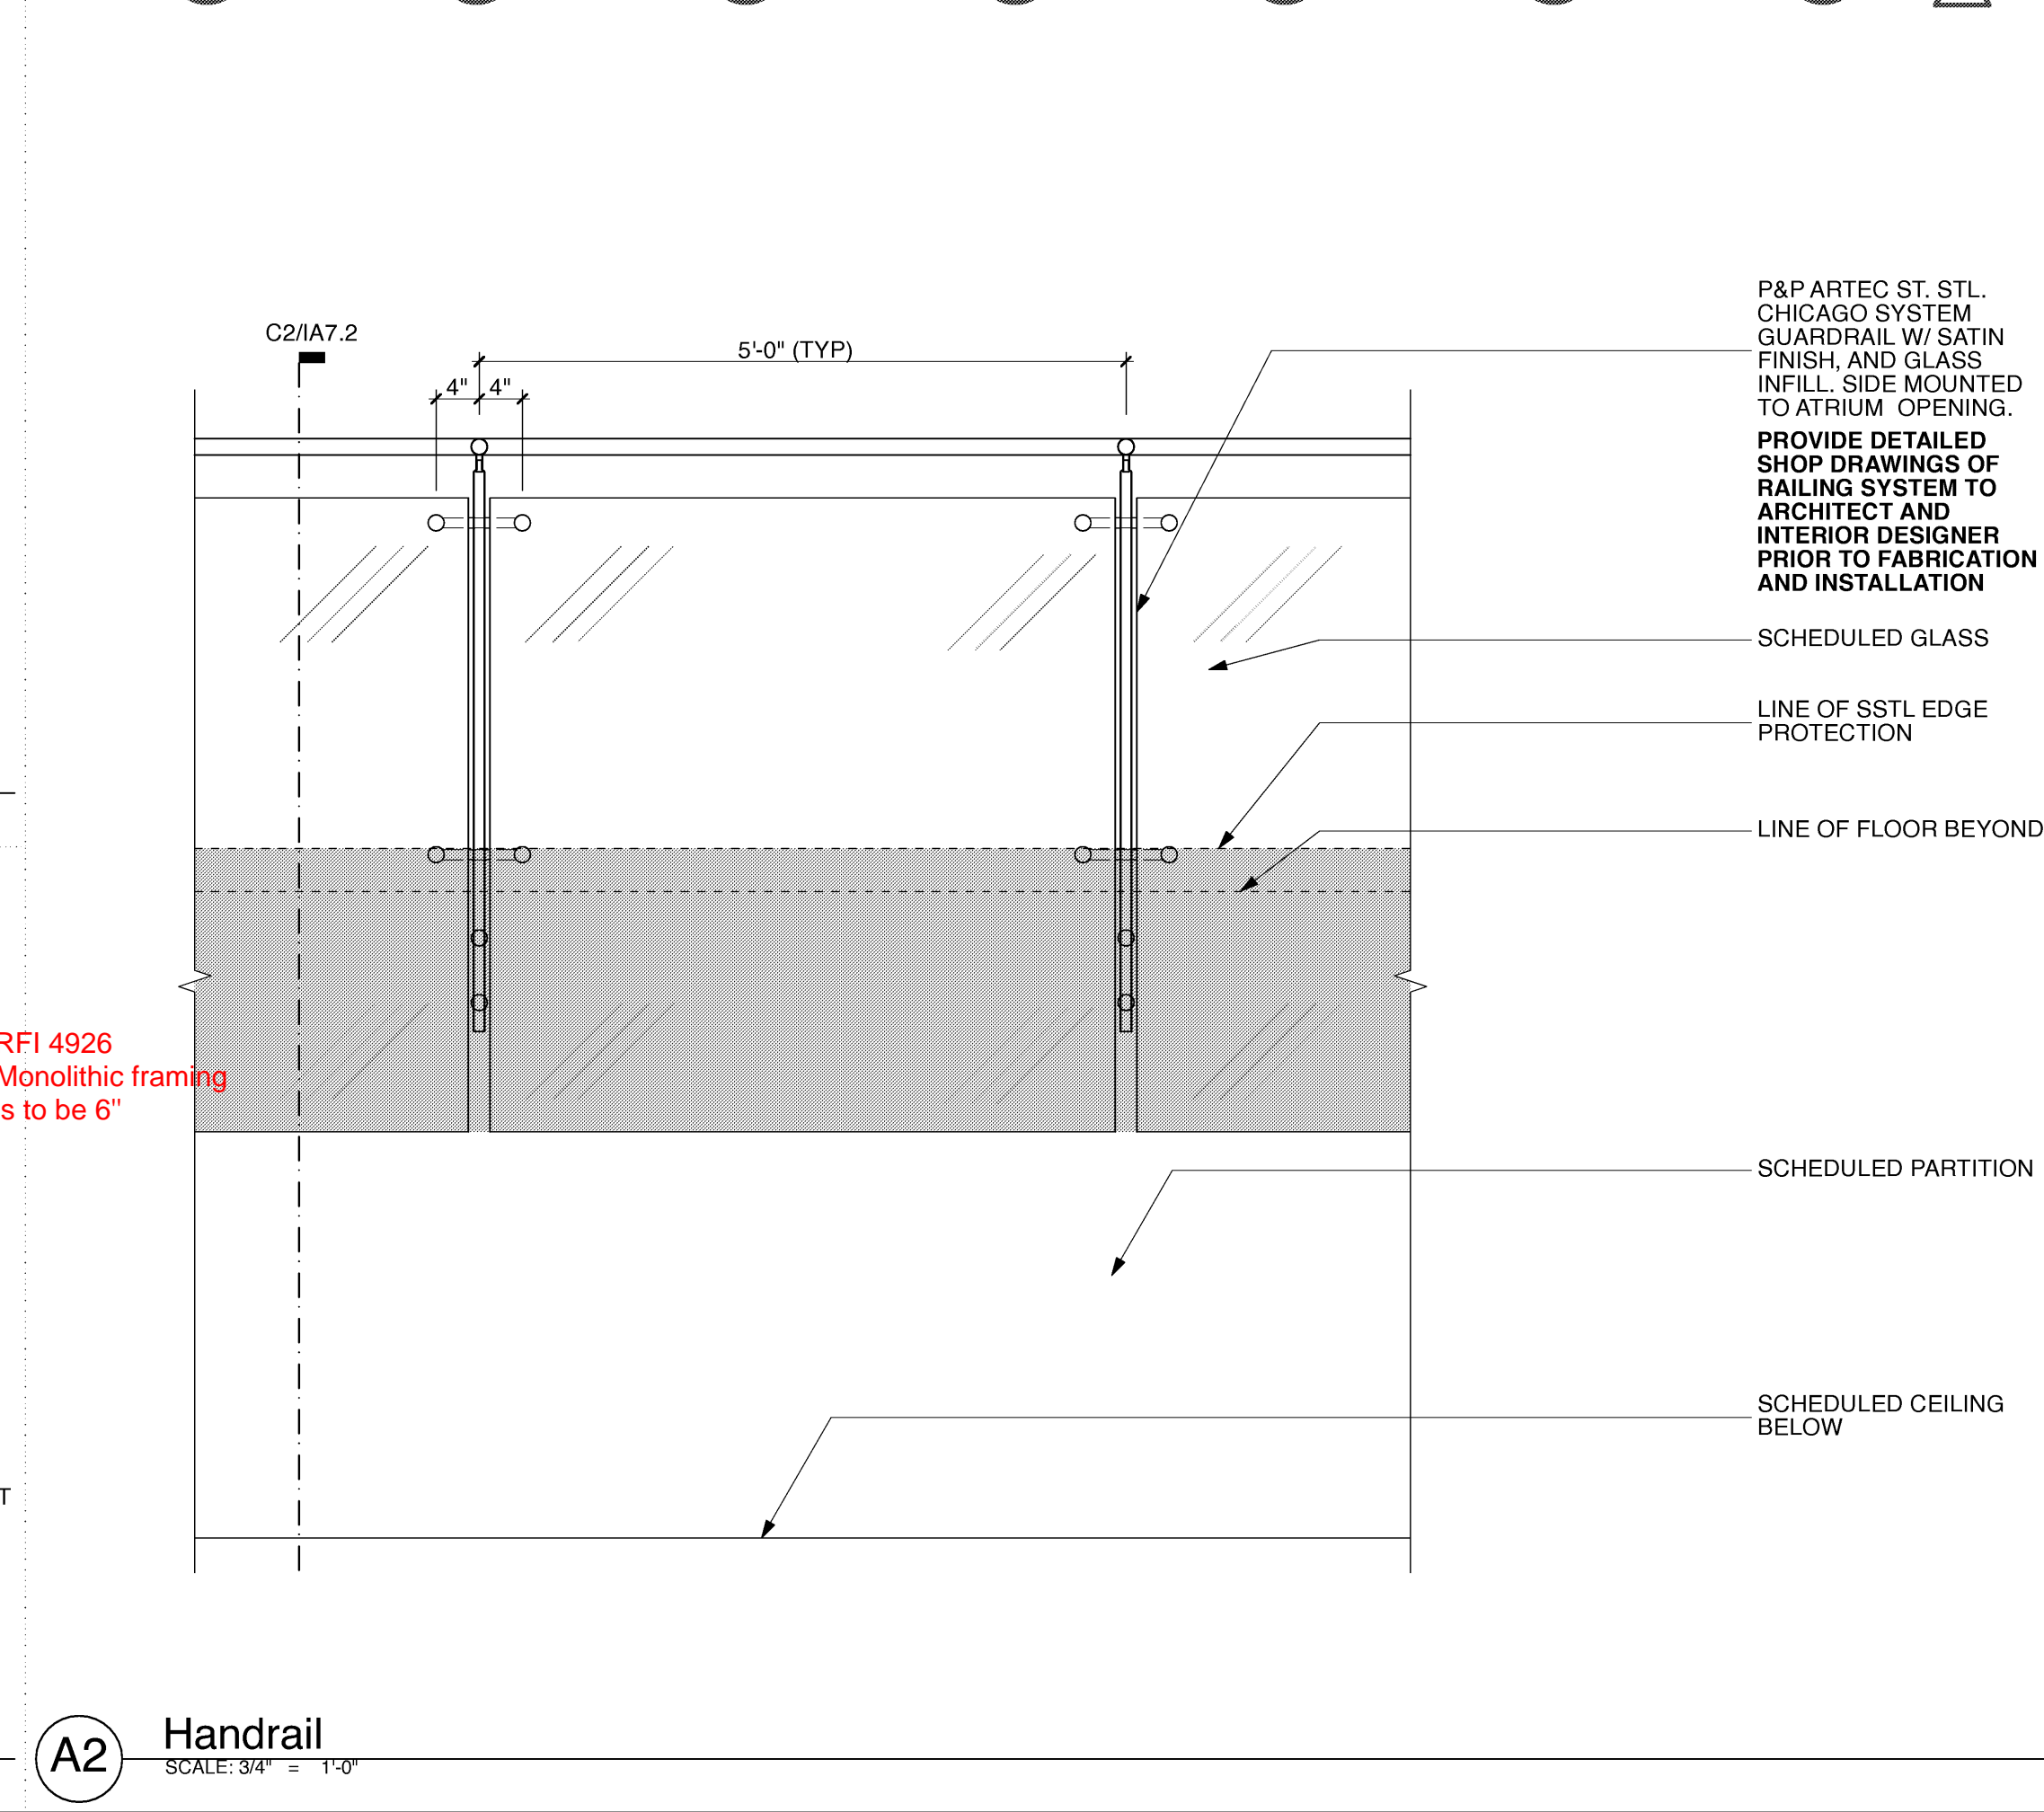 C2/IA7.2
5'-0" (TYP)
4" 4"
P&P ARTEC ST. STL.
CHICAGO SYSTEM
GUARDRAIL W/ SATIN
FINISH, AND GLASS
INFILL. SIDE MOUNTED
TO ATRIUM OPENING.
PROVIDE DETAILED
SHOP DRAWINGS OF
RAILING SYSTEM TO
ARCHITECT AND
INTERIOR DESIGNER
PRIOR TO FABRICATION
AND INSTALLATION
SCHEDULED GLASS
LINE OF SSTL EDGE
PROTECTION
LINE OF FLOOR BEYOND
RFI 4926
Monolithic framing
s to be 6"
SCHEDULED PARTITION
SCHEDULED CEILING
BELOW
T
A2
Handrail
SCALE: 3/4" = 1'-0"